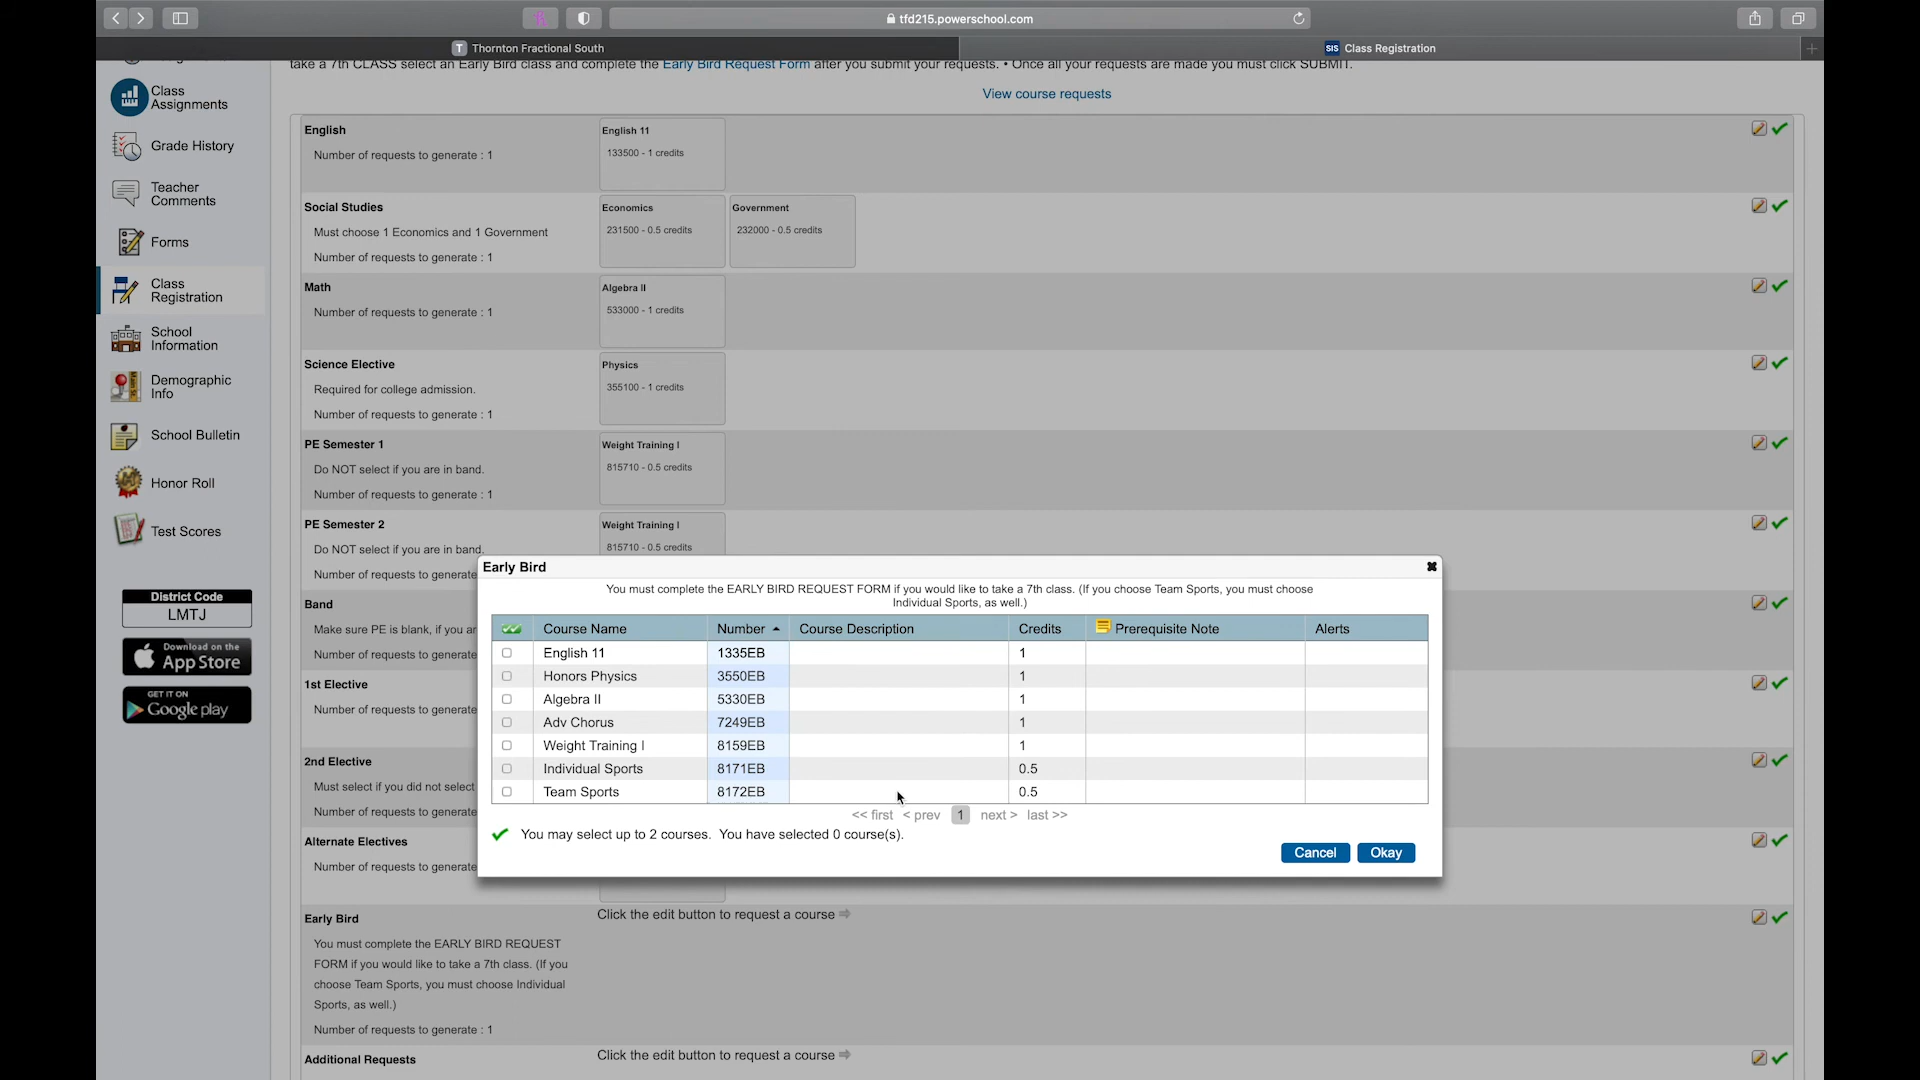 tfd215.powerschool.com
T Thornton Fractional South
SIS Class Registration
take a 7th CLASS select an Early Bird class and complete the Early Bird Request Form after you submit your requests. • Once all your requests are made you must click SUBMIT.
View course requests
Class
Assignments
Grade History
Teacher
Comments
Forms
Class
Registration
School
Information
Demographic
Info
School Bulletin
Honor Roll
Test Scores
District Code
LMTJ
Download on the
App Store
GET IT ON
Google play
English
Number of requests to generate : 1
English 11
133500 - 1 credits
Social Studies
Must choose 1 Economics and 1 Government
Number of requests to generate : 1
Economics
231500 - 0.5 credits
Government
232000 - 0.5 credits
Math
Number of requests to generate : 1
Algebra II
533000 - 1 credits
Science Elective
Required for college admission.
Number of requests to generate : 1
Physics
355100 - 1 credits
PE Semester 1
Do NOT select if you are in band.
Number of requests to generate : 1
Weight Training I
815710 - 0.5 credits
PE Semester 2
Do NOT select if you are in band.
Number of requests to generate
Weight Training I
815710 - 0.5 credits
Band
Make sure PE is blank, if you ar
Number of requests to generate
1st Elective
Number of requests to generate
2nd Elective
Must select if you did not select
Number of requests to generate
Alternate Electives
Number of requests to generate
Early Bird
You must complete the EARLY BIRD REQUEST FORM if you would like to take a 7th class. (If you choose Team Sports, you must choose
Individual Sports, as well.)
Course Name Number Course Description Credits Prerequisite Note Alerts
English 11 1335EB 1
Honors Physics 3550EB 1
Algebra II 5330EB 1
Adv Chorus 7249EB 1
Weight Training I 8159EB 1
Individual Sports 8171EB 0.5
Team Sports 8172EB 0.5
<< first < prev 1 next > last >>
You may select up to 2 courses. You have selected 0 course(s).
Cancel Okay
Early Bird
You must complete the EARLY BIRD REQUEST
FORM if you would like to take a 7th class. (If you
choose Team Sports, you must choose Individual
Sports, as well.)
Number of requests to generate : 1
Click the edit button to request a course
Additional Requests
Click the edit button to request a course